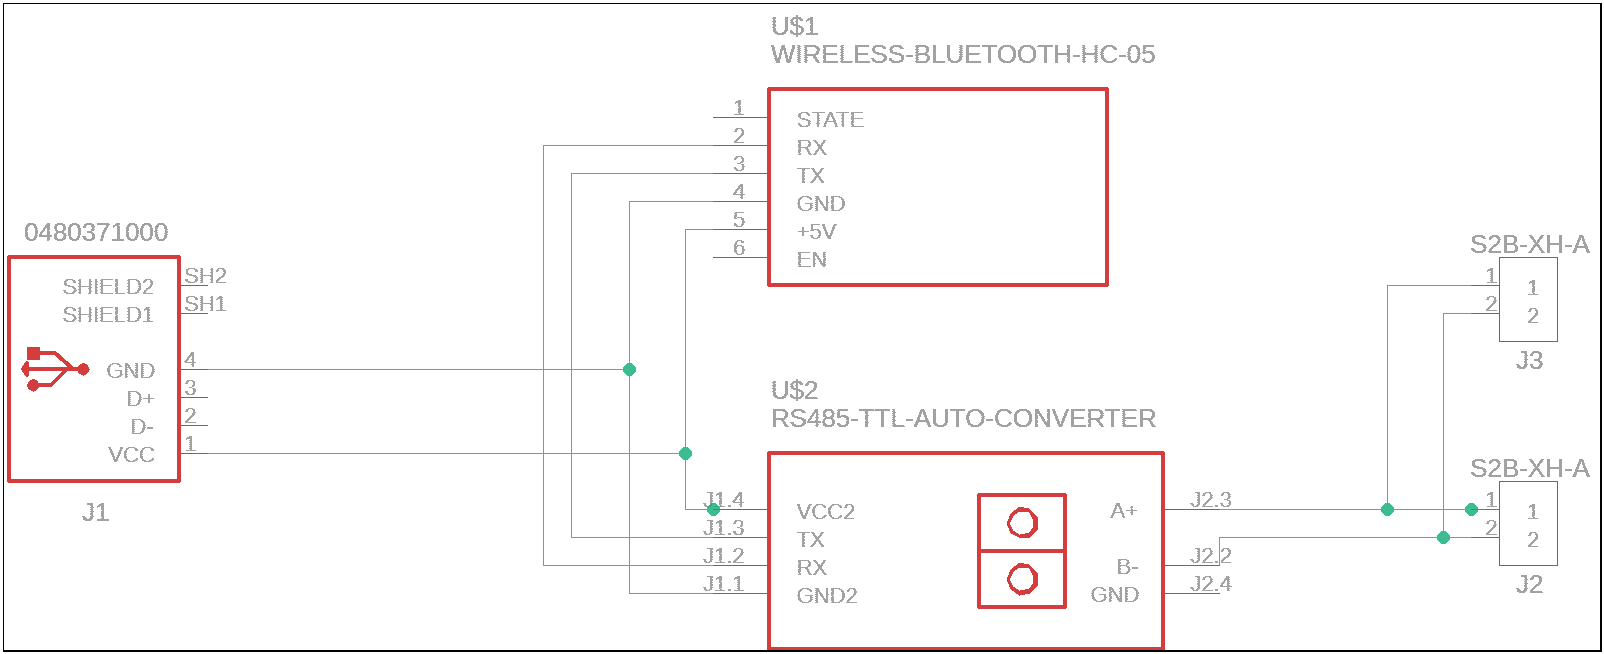 U$1
WIRELESS-BLUETOOTH-HC-05
1 STATE
2 RX
3 TX
4 GND
5 +5V
6 EN
0480371000
SHIELD2 SH2
SHIELD1 SH1
GND 4
D+ 3
D- 2
VCC 1
J1
S2B-XH-A
1 1
2 2
J3
U$2
RS485-TTL-AUTO-CONVERTER
J1.4 VCC2
J1.3 TX
J1.2 RX
J1.1 GND2
A+ J2.3
B- J2.2
GND J2.4
S2B-XH-A
1 1
2 2
J2